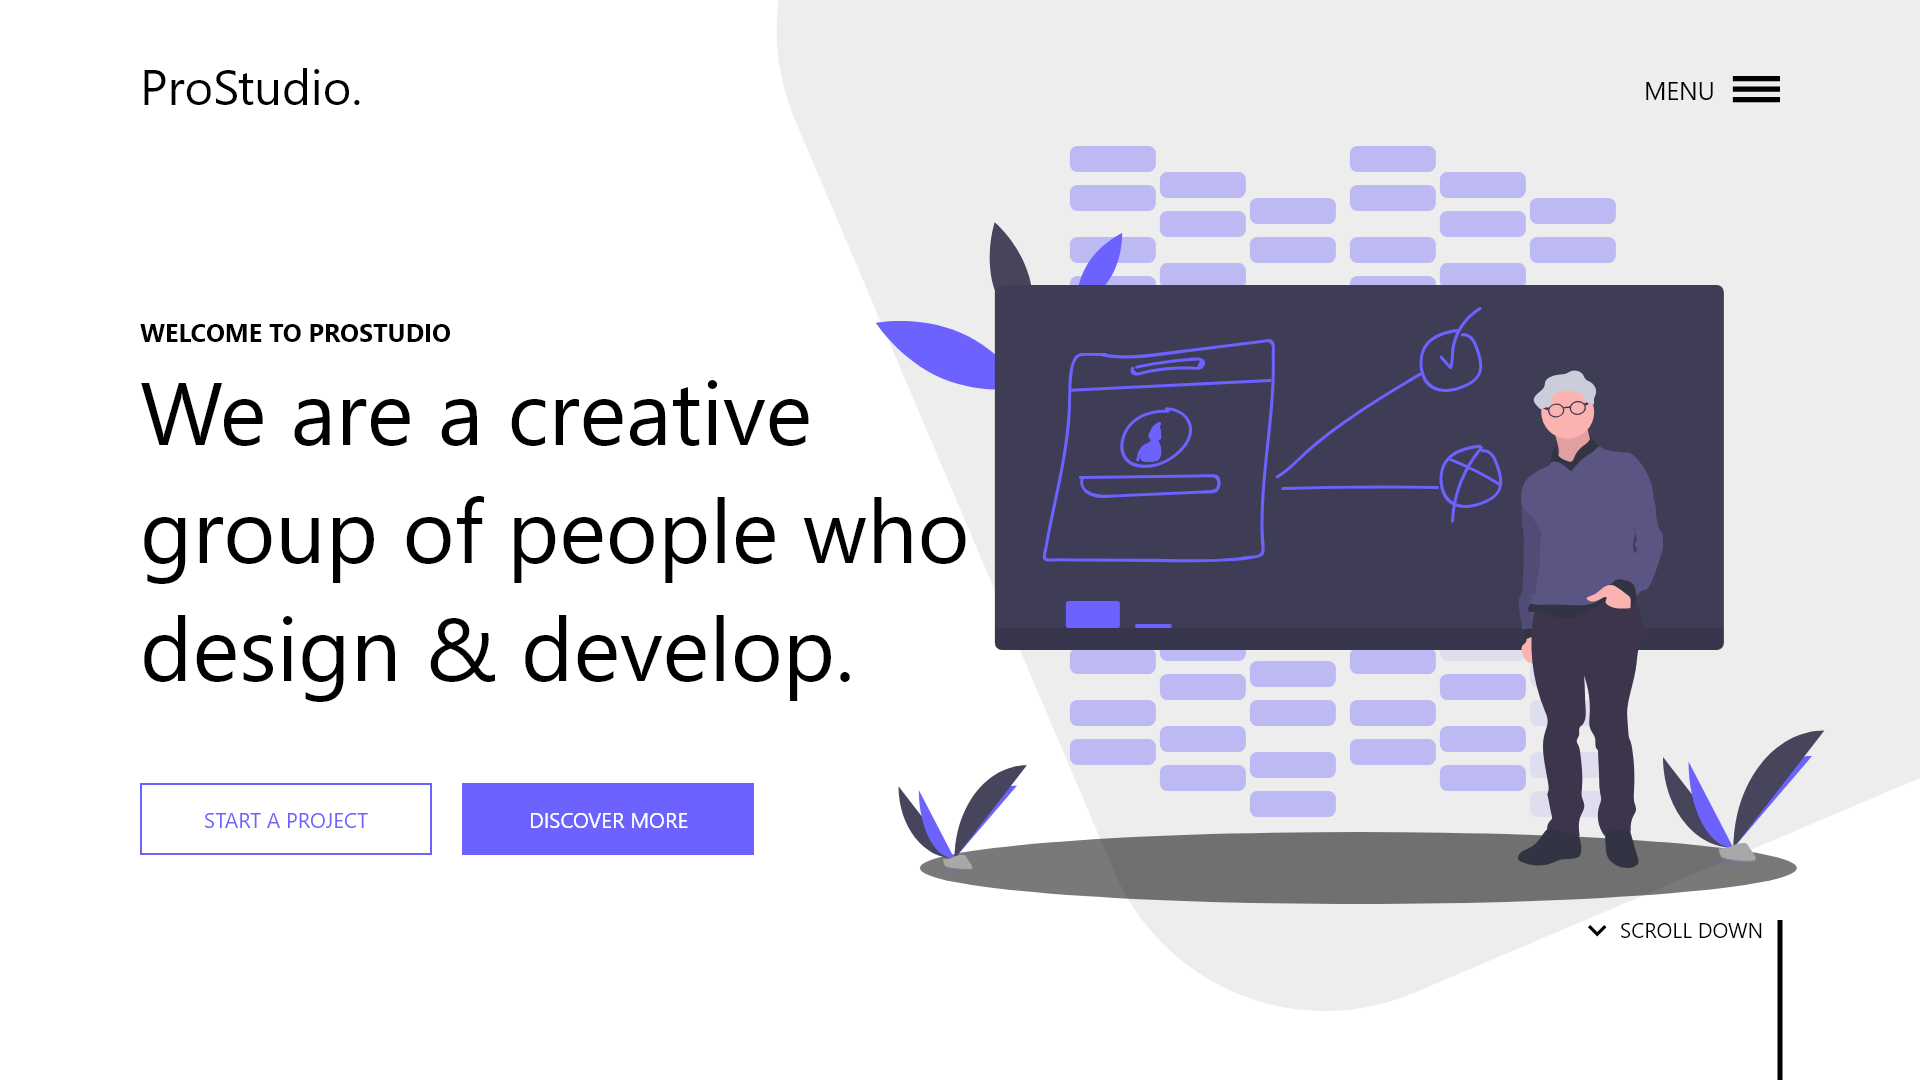 ProStudio.
MENU
WELCOME TO PROSTUDIO
We are a creative
group of people who
design & develop.
START A PROJECT
DISCOVER MORE
SCROLL DOWN